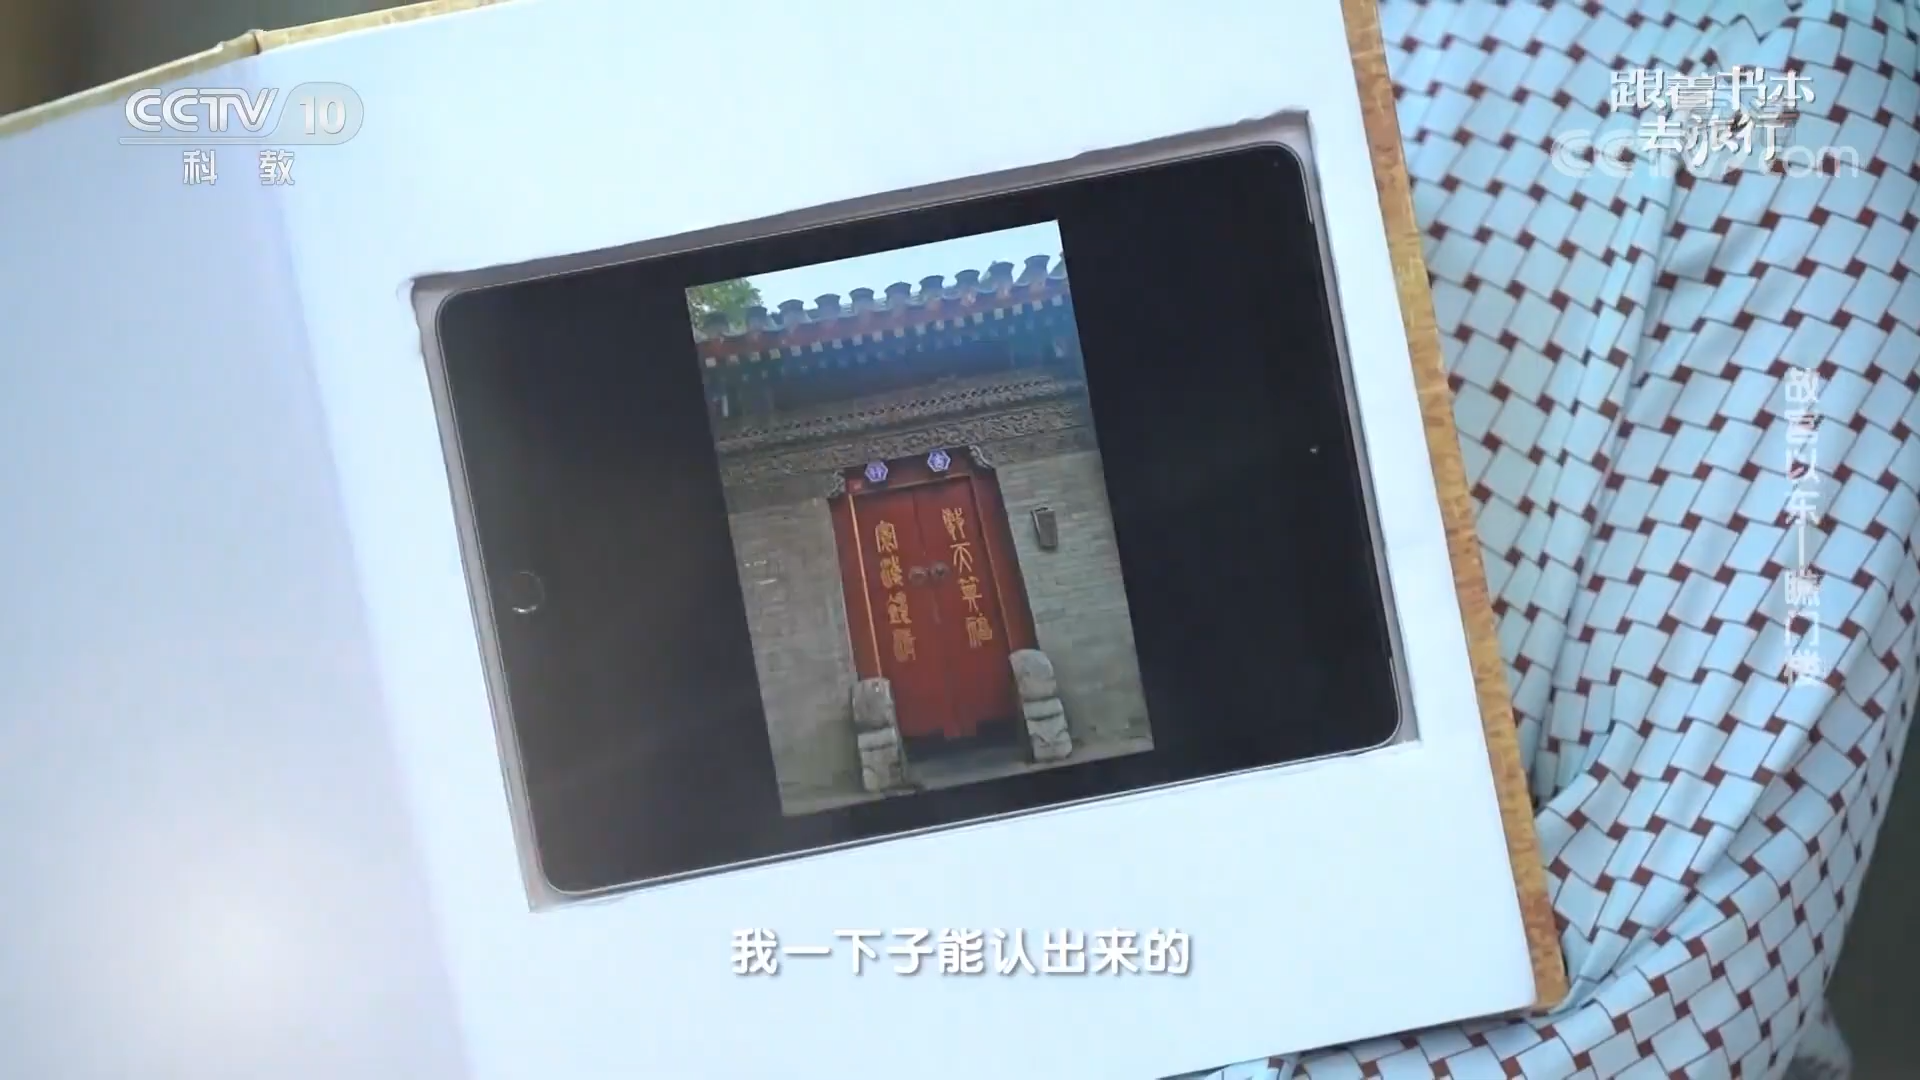 CCTV 10
科 教
跟着书本
去旅行
CCTV.com
故宫以东——瞧门楼
我一下子能认出来的